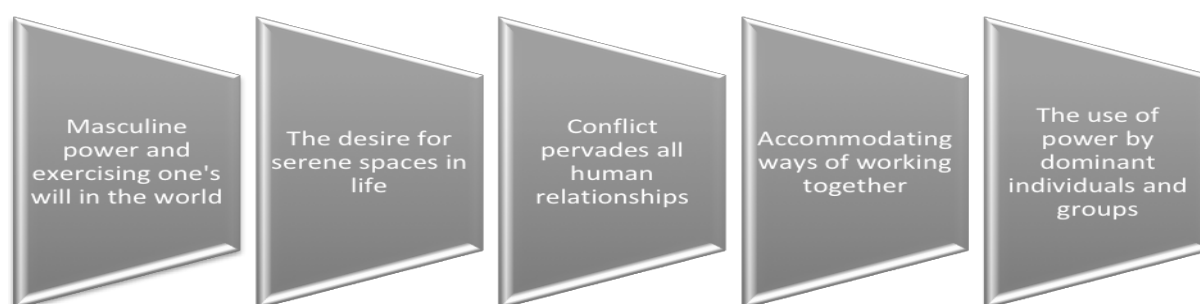 Masculine
power and
exercising one's
will in the world
The desire for
serene spaces in
life
Conflict
pervades all
human
relationships
Accommodating
ways of working
together
The use of
power by
dominant
individuals and
groups